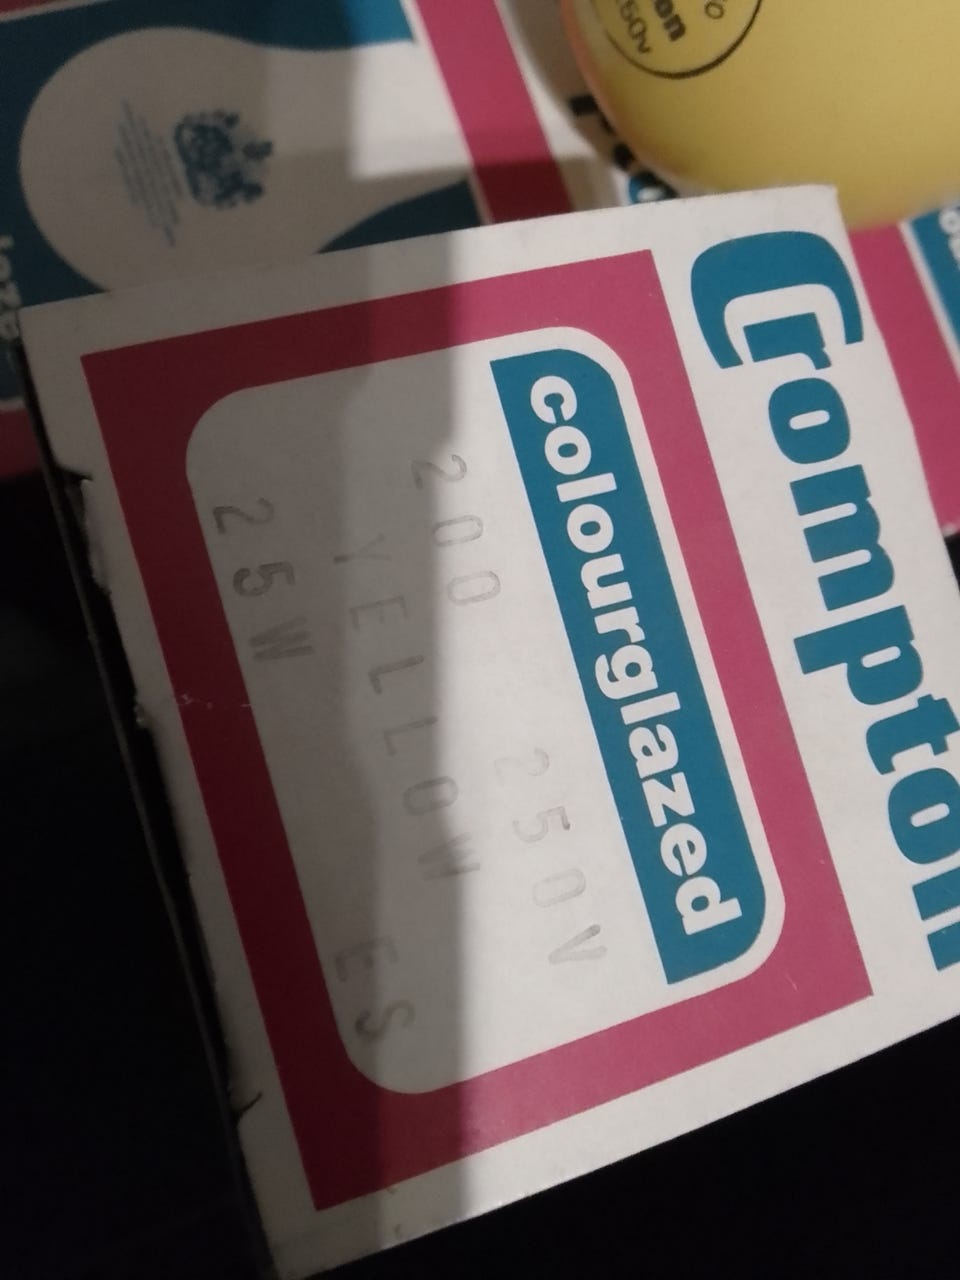 Crompton
colourglazed
200 250V
YELLOW ES
25W